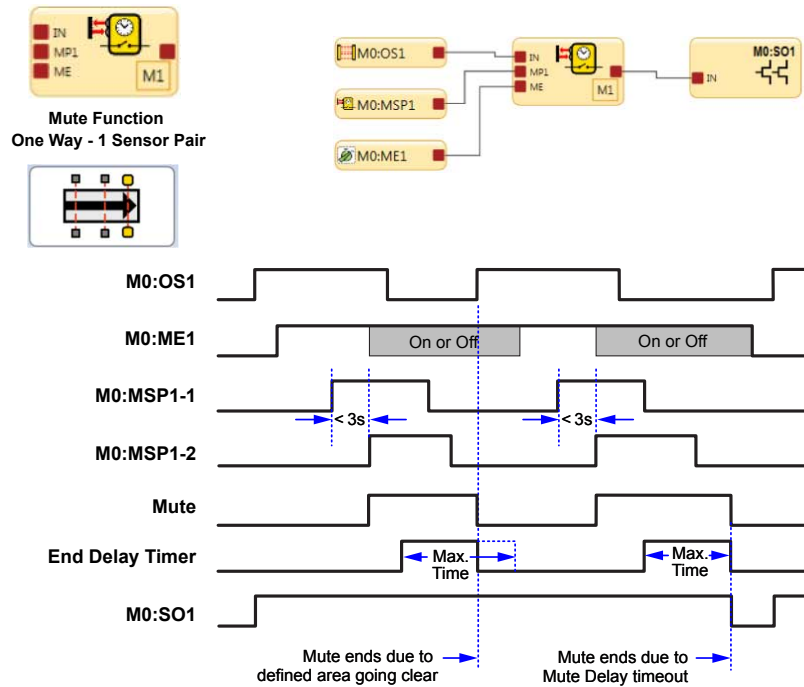 IN
MP1
ME
M1
Mute Function
One Way - 1 Sensor Pair
M0:OS1
M0:MSP1
M0:ME1
IN
MP1
ME
M1
M0:SO1
IN
M0:OS1
M0:ME1
On or Off
On or Off
M0:MSP1-1
< 3s
< 3s
M0:MSP1-2
Mute
End Delay Timer
Max.
Time
Max.
Time
M0:SO1
Mute ends due to
defined area going clear
Mute ends due to
Mute Delay timeout